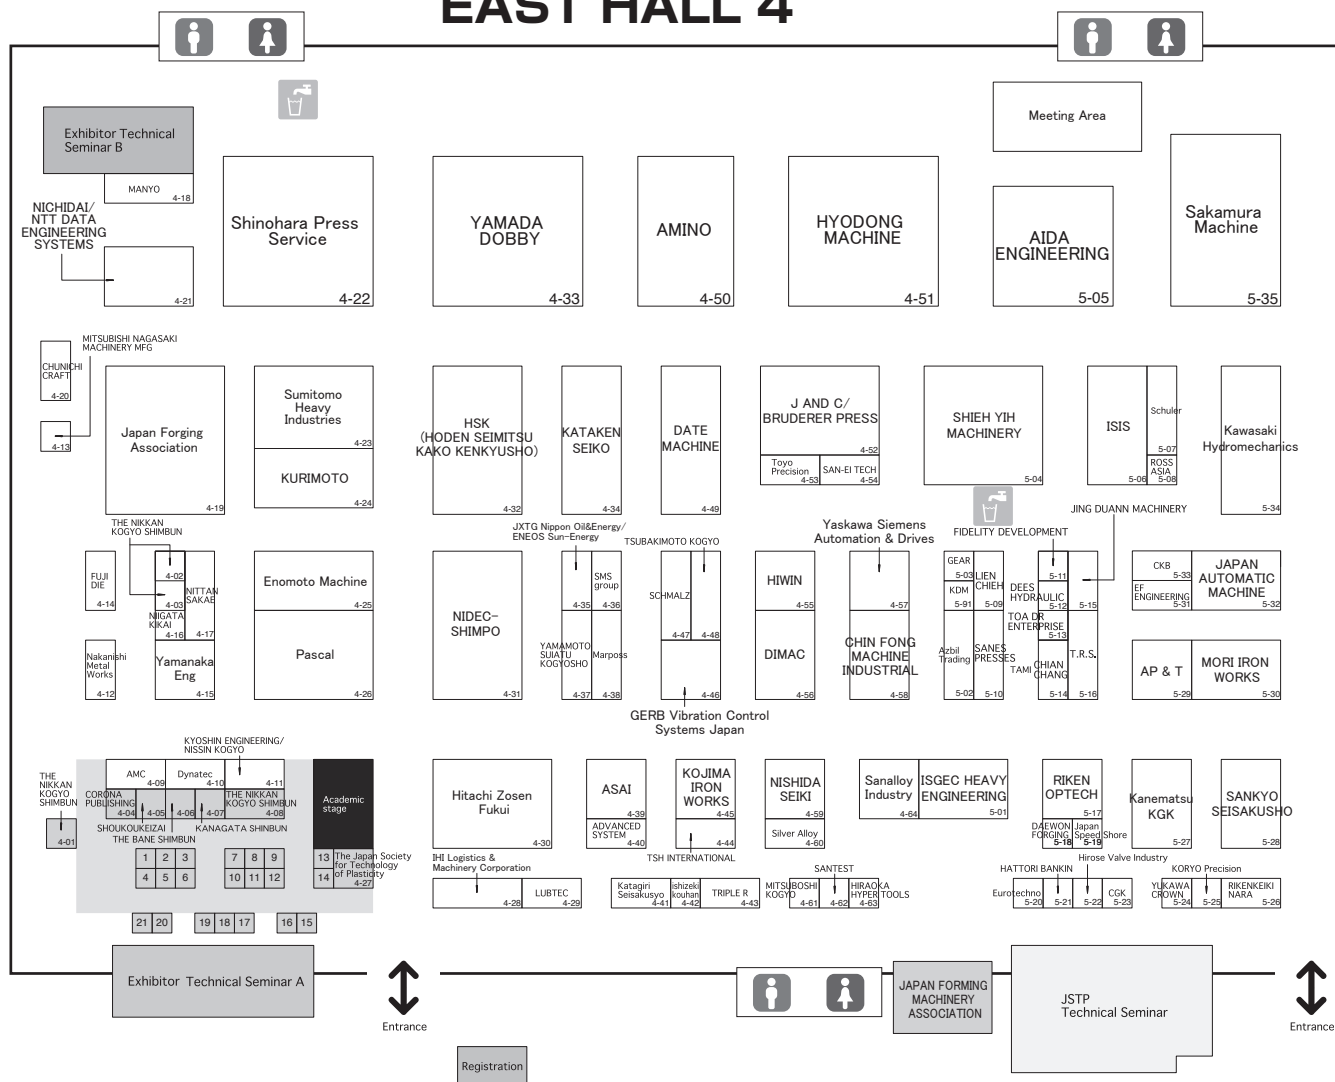 EAST HALL 4
Meeting Area
Exhibitor Technical
Seminar B
MANYO
4-18
NICHIDAI/
NTT DATA
ENGINEERING
SYSTEMS
4-21
Shinohara Press
Service
4-22
YAMADA
DOBBY
4-33
AMINO
4-50
HYODONG
MACHINE
4-51
AIDA
ENGINEERING
5-05
Sakamura
Machine
5-35
MITSUBISHI NAGASAKI
MACHINERY MFG
CHUNICHI
CRAFT
4-20
4-13
Japan Forging
Association
4-19
Sumitomo
Heavy
Industries
4-23
KURIMOTO
4-24
HSK
(HODEN SEIMITSU
KAKO KENKYUSHO)
4-32
KATAKEN
SEIKO
4-34
DATE
MACHINE
4-49
J AND C/
BRUDERER PRESS
4-52
Toyo
Precision
4-53
SAN-EI TECH
4-54
SHIEH YIH
MACHINERY
5-04
ISIS
5-06
Schuler
5-07
ROSS
ASIA
5-08
Kawasaki
Hydromechanics
5-34
THE NIKKAN
KOGYO SHIMBUN
FUJI
DIE
4-14
4-02
4-03
NIIGATA
KIKAI
4-16
NITTAN
SAKAE
4-17
Nakanishi
Metal
Works
4-12
Yamanaka
Eng
4-15
Enomoto Machine
4-25
Pascal
4-26
NIDEC-
SHIMPO
4-31
JXTG Nippon Oil&Energy/
ENEOS Sun-Energy
4-35
SMS
group
4-36
YAMAMOTO
SUIATU
KOGYOSHO
4-37
Marposs
4-38
TSUBAKIMOTO KOGYO
SCHMALZ
4-47
4-48
4-46
GERB Vibration Control
Systems Japan
HIWIN
4-55
DIMAC
4-56
Yaskawa Siemens
Automation & Drives
4-57
CHIN FONG
MACHINE
INDUSTRIAL
4-58
GEAR
5-03
KDM
5-91
LIEN
CHIEH
5-09
Azbil
Trading
5-02
SANES
PRESSES
5-10
JING DUANN MACHINERY
FIDELITY DEVELOPMENT
5-11
DEES
HYDRAULIC
5-12
5-15
TOA DR
ENTERPRISE
5-13
TAMI
CHIAN
CHANG
5-14
T.R.S.
5-16
CKB
5-33
EF
ENGINEERING
5-31
JAPAN
AUTOMATIC
MACHINE
5-32
AP & T
5-29
MORI IRON
WORKS
5-30
KYOSHIN ENGINEERING/
NISSIN KOGYO
THE
NIKKAN
KOGYO
SHIMBUN
4-01
AMC
4-09
Dynatec
4-10
4-11
CORONA
PUBLISHING
4-04
4-05
4-06
4-07
THE NIKKAN
KOGYO SHIMBUN
4-08
SHOUKOUKEIZAI
KANAGATA SHINBUN
THE BANE SHIMBUN
Academic
stage
1 2 3
4 5 6
7 8 9
10 11 12
13
14
The Japan Society
for Technology
of Plasticity
4-27
21 20
19 18 17
16 15
Hitachi Zosen
Fukui
4-30
ASAI
4-39
ADVANCED
SYSTEM
4-40
KOJIMA
IRON
WORKS
4-45
4-44
TSH INTERNATIONAL
NISHIDA
SEIKI
4-59
Silver Alloy
4-60
Sanalloy
Industry
4-64
ISGEC HEAVY
ENGINEERING
5-01
RIKEN
OPTECH
5-17
DAEWON
FORGING
5-18
Japan
Speed Shore
5-19
Kanematsu
KGK
5-27
SANKYO
SEISAKUSHO
5-28
IHI Logistics &
Machinery Corporation
4-28
LUBTEC
4-29
Katagiri
Seisakusyo
4-41
ishizeki
kouhan
4-42
TRIPLE R
4-43
SANTEST
MITSUBOSHI
KOGYO
4-61
4-62
HIRAOKA
HYPER TOOLS
4-63
Hirose Valve Industry
HATTORI BANKIN
Eurotechno
5-20
5-21
5-22
CGK
5-23
KORYO Precision
YUKAWA
CROWN
5-24
5-25
RIKENKEIKI
NARA
5-26
Exhibitor Technical Seminar A
Entrance
JAPAN FORMING
MACHINERY
ASSOCIATION
JSTP
Technical Seminar
Entrance
Registration